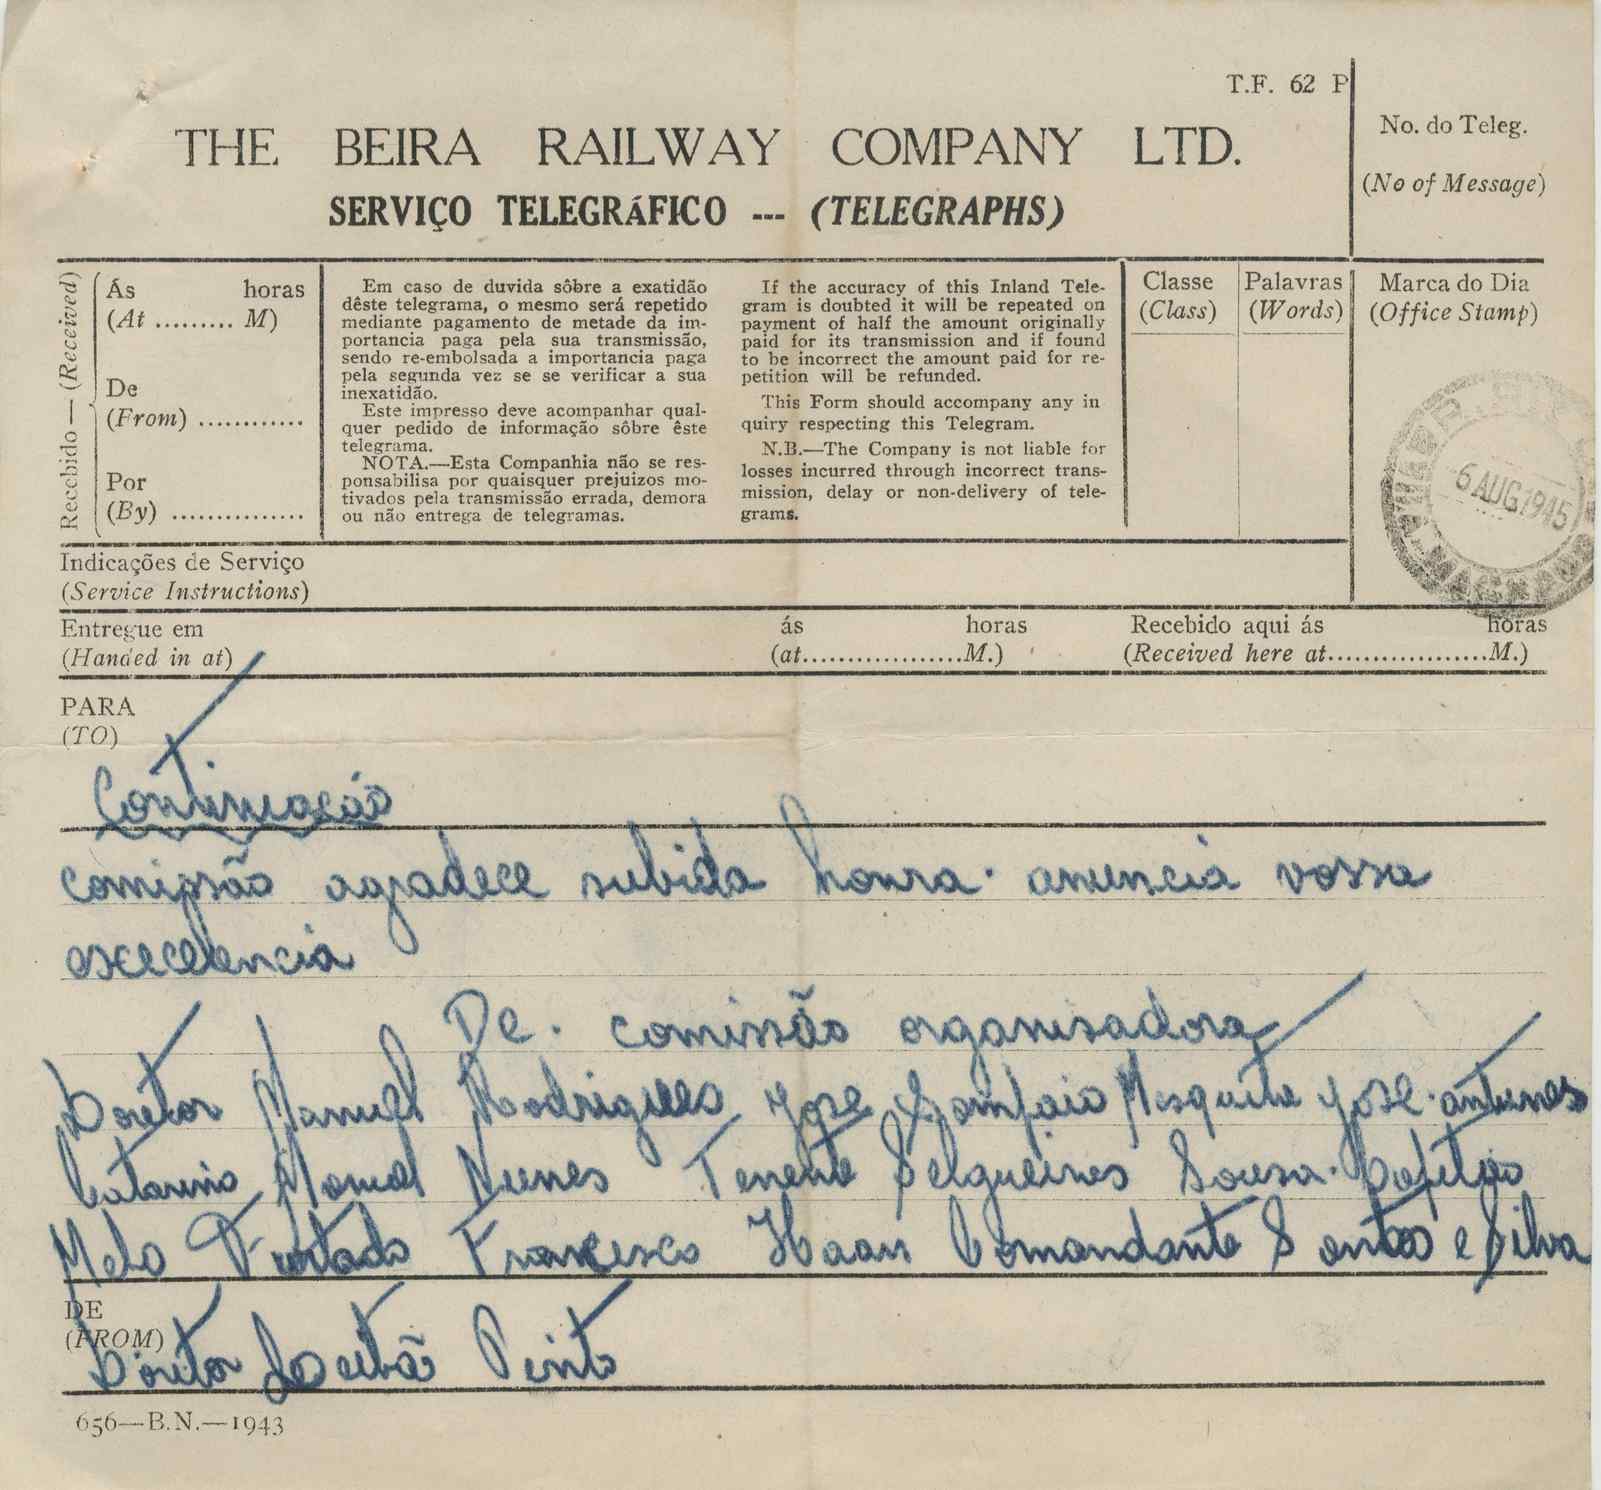 T.F. 62 P
THE BEIRA RAILWAY COMPANY LTD.
SERVIÇO TELEGRÁFICO --- (TELEGRAPHS)
No. do Teleg.
(No of Message)
Recebido — (Received)
Ás horas
(At ......... M)
De
(From) ............
Por
(By) ...............
Em caso de duvida sôbre a exatidão
dêste telegrama, o mesmo será repetido
mediante pagamento de metade da im-
portancia paga pela sua transmissão,
sendo re-embolsada a importancia paga
pela segunda vez se se verificar a sua
inexatidão.
Este impresso deve acompanhar qual-
quer pedido de informação sôbre êste
telegrama.
NOTA.—Esta Companhia não se res-
ponsabilisa por quaisquer prejuizos mo-
tivados pela transmissão errada, demora
ou não entrega de telegramas.
If the accuracy of this Inland Tele-
gram is doubted it will be repeated on
payment of half the amount originally
paid for its transmission and if found
to be incorrect the amount paid for re-
petition will be refunded.
This Form should accompany any in
quiry respecting this Telegram.
N.B.—The Company is not liable for
losses incurred through incorrect trans-
mission, delay or non-delivery of tele-
grams.
Classe
(Class)
Palavras
(Words)
Marca do Dia
(Office Stamp)
6 AUG 1945
Indicações de Serviço
(Service Instructions)
Entregue em ás horas Recebido aqui ás horas
(Handed in at) (at..................M.) (Received here at..................M.)
PARA
(TO)
Continuação
comissão agradece subida honra. anuencia vossa
excelencia
De. comissão organisadora
Doutor Manuel Rodrigues Jose Sampaio Mesquita Jose. antunes
Catarino Manuel Nunes Tenente Selgueires Sousa. Capitão
Melo Furtado Francesco Haan Comandante Santos e Silva
DE
(FROM)
Doutor Leitão Pinto
656—B.N.—1943